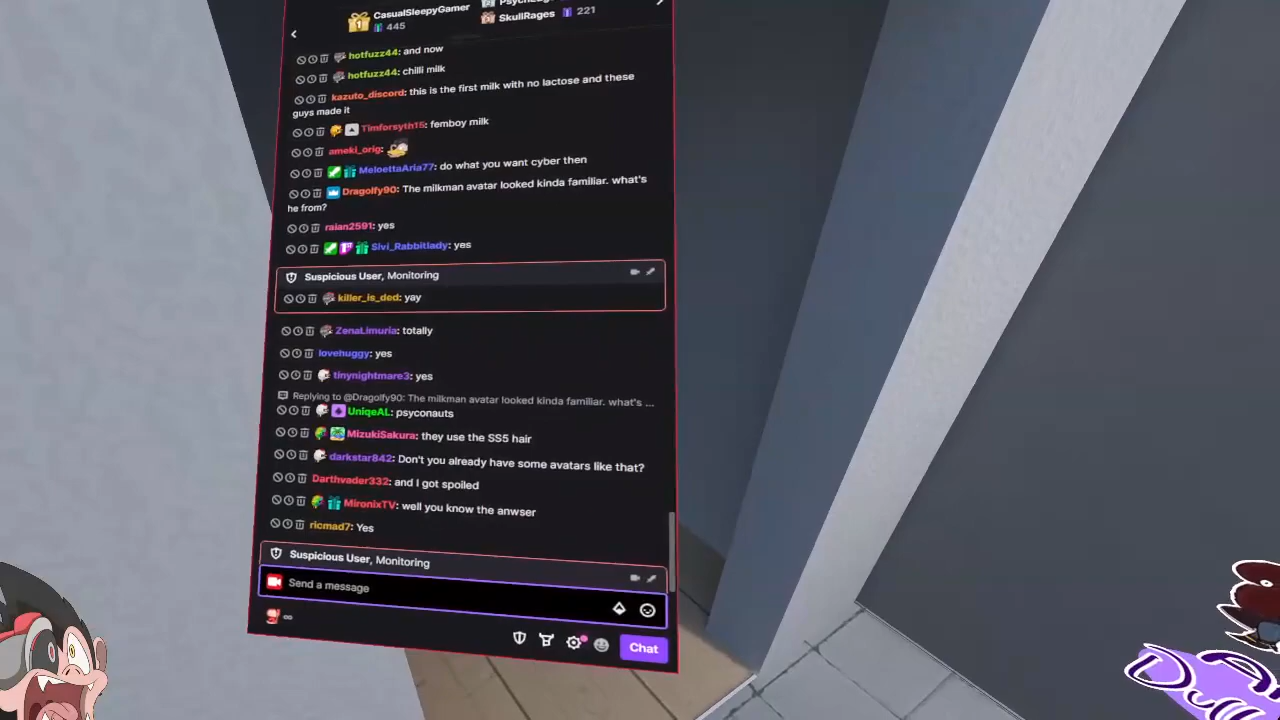 CasualSleepyGamer
445
SkullRages 221
hotfuzz44: and now
hotfuzz44: chilli milk
kazuto_discord: this is the first milk with no lactose and these
guys made it
Timforsyth15: femboy milk
ameki_orig:
MeloettaAria77: do what you want cyber then
Dragolfy90: The milkman avatar looked kinda familiar. what's
he from?
raian2591: yes
Sivi_Rabbitlady: yes
Suspicious User, Monitoring
killer_is_ded: yay
ZenaLimuria: totally
lovehuggy: yes
tinynightmare3: yes
Replying to @Dragolfy90: The milkman avatar looked kinda familiar. what's ...
UniqeAL: psyconauts
MizukiSakura: they use the SS5 hair
darkstar842: Don't you already have some avatars like that?
Darthvader332: and I got spoiled
MironixTV: well you know the anwser
ricmad7: Yes
Suspicious User, Monitoring
Send a message
∞
Chat